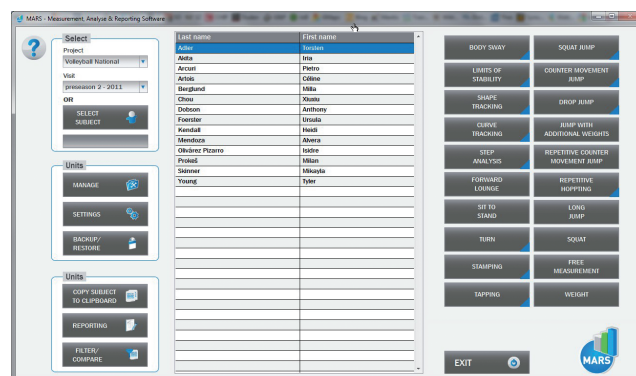 MARS - Measurement, Analyse & Reporting Software
Select
Project
Volleyball National
Visit
preseason 2 - 2011
OR
SELECT
SUBJECT
Units
MANAGE
SETTINGS
BACKUP/
RESTORE
Units
COPY SUBJECT
TO CLIPBOARD
REPORTING
FILTER/
COMPARE
Last name First name
Adler Torsten
Akita Iria
Arcuri Pietro
Artois Céline
Berglund Milla
Chou Xiuxiu
Dobson Anthony
Foerster Ursula
Kendall Heidi
Mendoza Alvera
Olivárez Pizarro Isidre
Prokeš Milan
Skinner Mikayla
Young Tyler
BODY SWAY
SQUAT JUMP
LIMITS OF
STABILITY
COUNTER MOVEMENT
JUMP
SHAPE
TRACKING
DROP JUMP
CURVE
TRACKING
JUMP WITH
ADDITIONAL WEIGHTS
STEP
ANALYSIS
REPETITIVE COUNTER
MOVEMENT JUMP
FORWARD
LOUNGE
REPETITIVE
HOPPTING
SIT TO
STAND
LONG
JUMP
TURN
SQUAT
STAMPING
FREE
MEASUREMENT
TAPPING
WEIGHT
EXIT
MARS